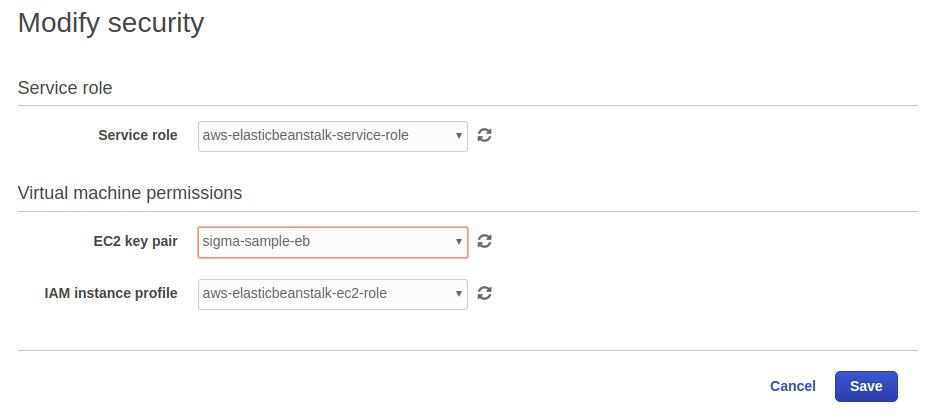 Modify security
Service role
Service role aws-elasticbeanstalk-service-role
Virtual machine permissions
EC2 key pair sigma-sample-eb
IAM instance profile aws-elasticbeanstalk-ec2-role
Cancel Save